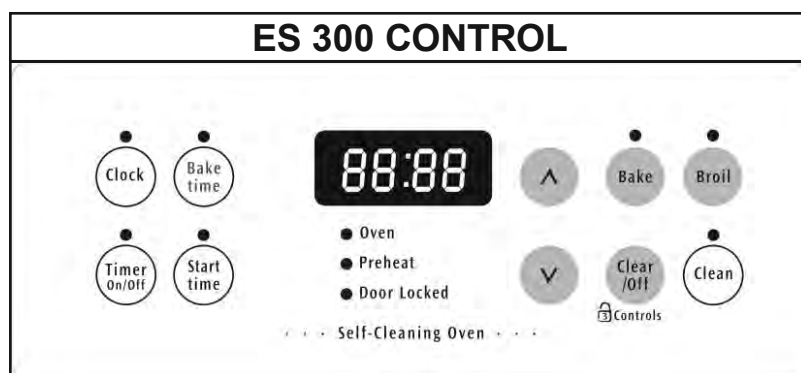 ES 300 CONTROL
Clock
Bake
time
88:88
Bake
Broil
Timer
On/Off
Start
time
Oven
Preheat
Door Locked
Clear
/Off
Clean
3 Controls
Self-Cleaning Oven